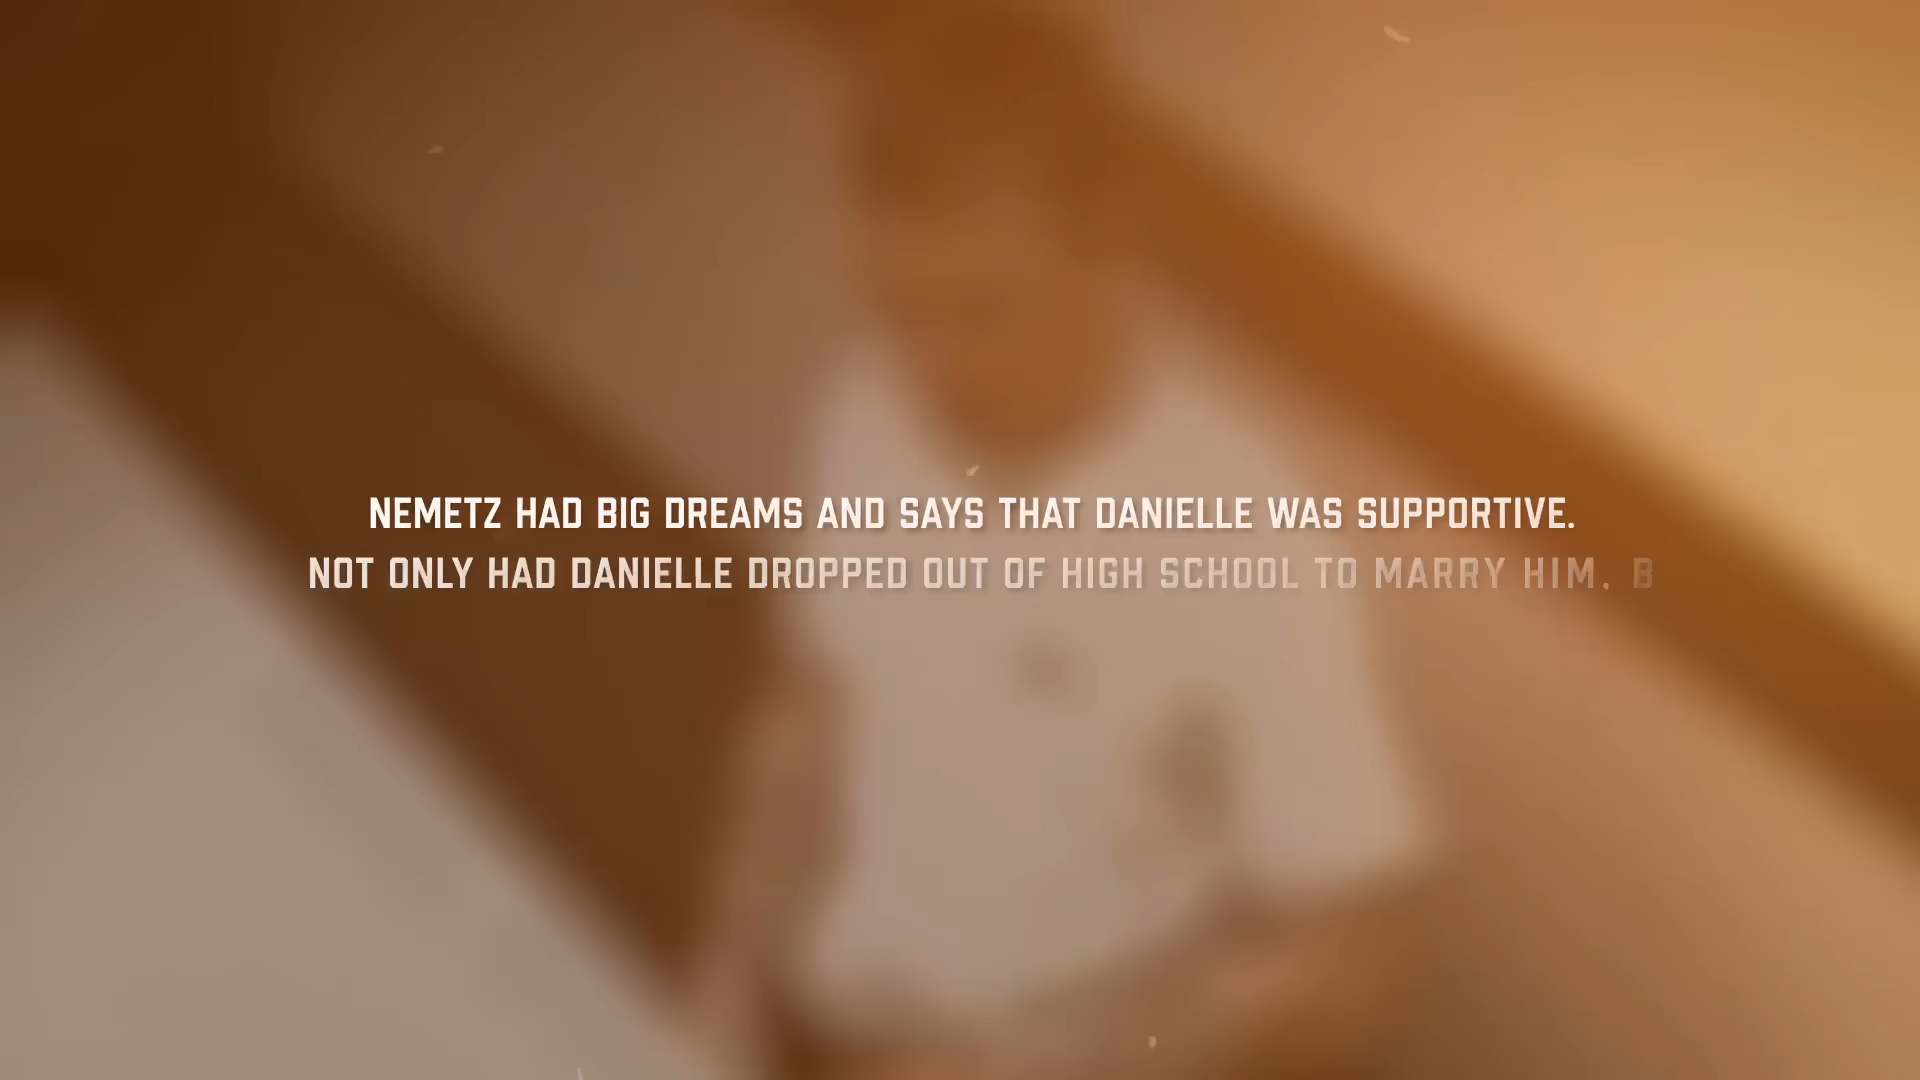 NEMETZ HAD BIG DREAMS AND SAYS THAT DANIELLE WAS SUPPORTIVE.
NOT ONLY HAD DANIELLE DROPPED OUT OF HIGH SCHOOL TO MARRY HIM. B